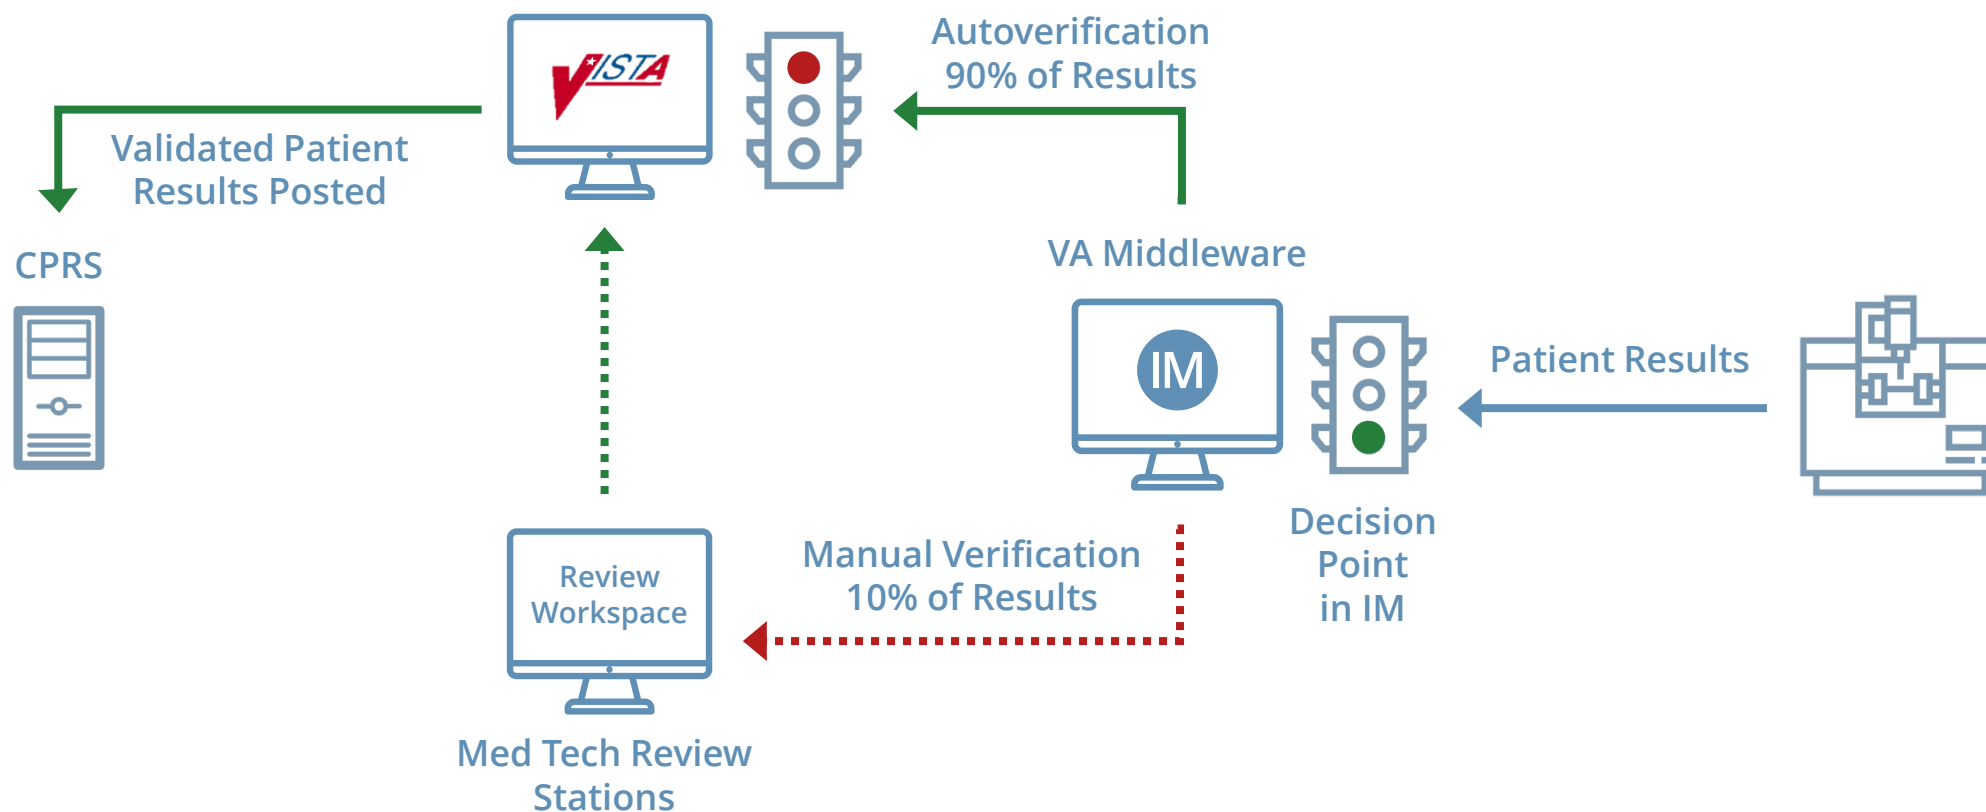 VISTA
Autoverification
90% of Results
Validated Patient
Results Posted
CPRS
VA Middleware
IM
Patient Results
Decision
Point
in IM
Manual Verification
10% of Results
Review
Workspace
Med Tech Review
Stations